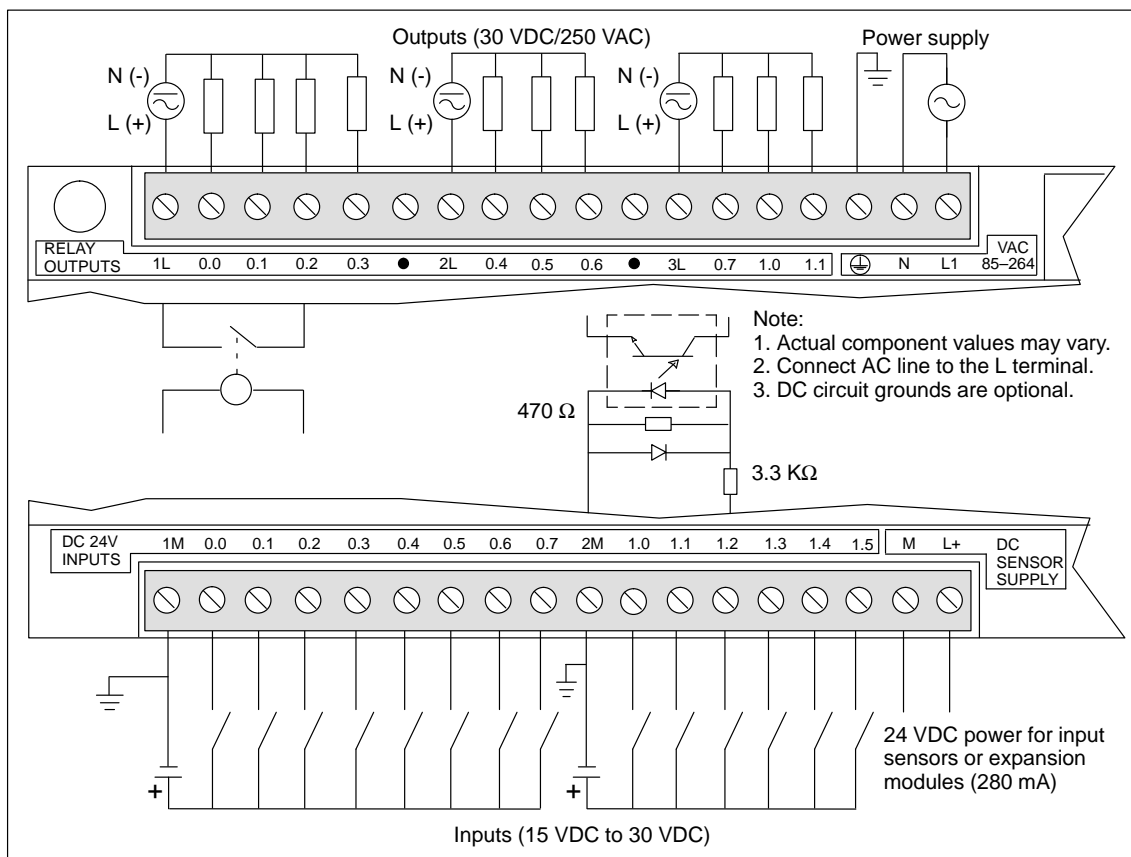 Outputs (30 VDC/250 VAC)
Power supply
N (-) N (-) N (-)
L (+) L (+) L (+)
RELAY
OUTPUTS
1L 0.0 0.1 0.2 0.3 ● 2L 0.4 0.5 0.6 ● 3L 0.7 1.0 1.1 N L1
VAC
85–264
Note:
1. Actual component values may vary.
2. Connect AC line to the L terminal.
3. DC circuit grounds are optional.
470 Ω
3.3 KΩ
DC 24V
INPUTS
1M 0.0 0.1 0.2 0.3 0.4 0.5 0.6 0.7 2M 1.0 1.1 1.2 1.3 1.4 1.5 M L+
DC
SENSOR
SUPPLY
24 VDC power for input
sensors or expansion
modules (280 mA)
+ +
Inputs (15 VDC to 30 VDC)